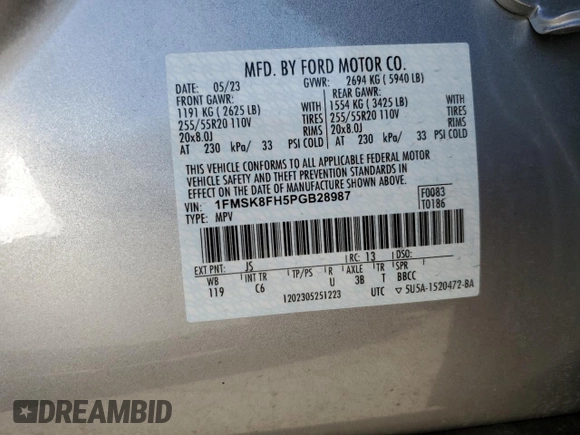 MFD. BY FORD MOTOR CO.
DATE: 05/23 GVWR: 2694 KG ( 5940 LB)
FRONT GAWR: REAR GAWR:
1191 KG ( 2625 LB) WITH 1554 KG ( 3425 LB) WITH
255/55R20 110V TIRES 255/55R20 110V TIRES
20x8.0J RIMS 20x8.0J RIMS
AT 230 kPa/ 33 PSI COLD AT 230 kPa/ 33 PSI COLD
THIS VEHICLE CONFORMS TO ALL APPLICABLE FEDERAL MOTOR
VEHICLE SAFETY AND THEFT PREVENTION STANDARDS IN
EFFECT ON THE DATE OF MANUFACTURE SHOWN ABOVE.
VIN: 1FMSK8FH5PGB28987 F0083
TYPE: MPV T0186
EXT PNT: JS RC: 13 DSO:
WB INT TR TP/PS R AXLE TR SPR
119 C6 U 3B T BBCC
1202305251223 UTC ▽ 5U5A-1520472-BA
DREAMBID